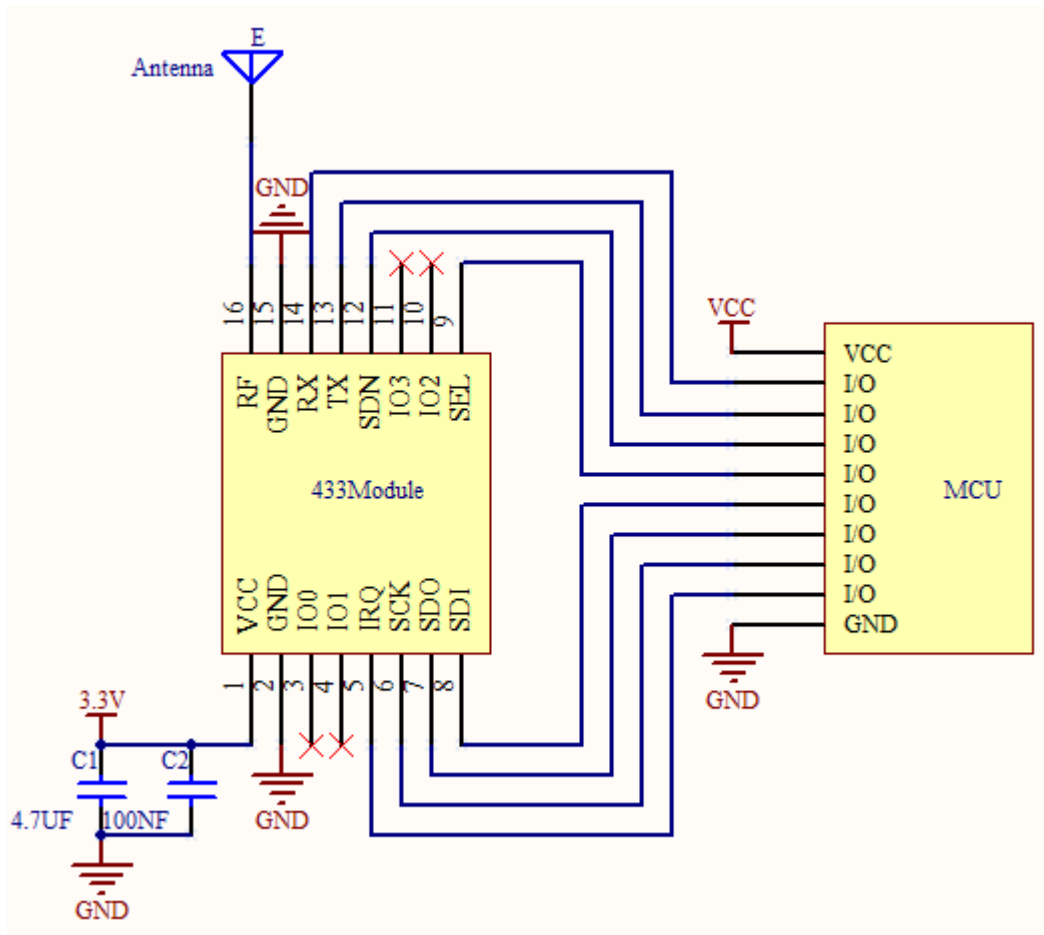 E
Antenna
GND
16
15
14
13
12
11
10
9
RF
GND
RX
TX
SDN
IO3
IO2
SEL
433Module
VCC
GND
IO0
IO1
IRQ
SCK
SDO
SDI
1
2
3
4
5
6
7
8
3.3V
C1
C2
4.7UF
100NF
GND
GND
VCC
VCC
I/O
I/O
I/O
I/O
I/O
I/O
I/O
I/O
GND
MCU
GND